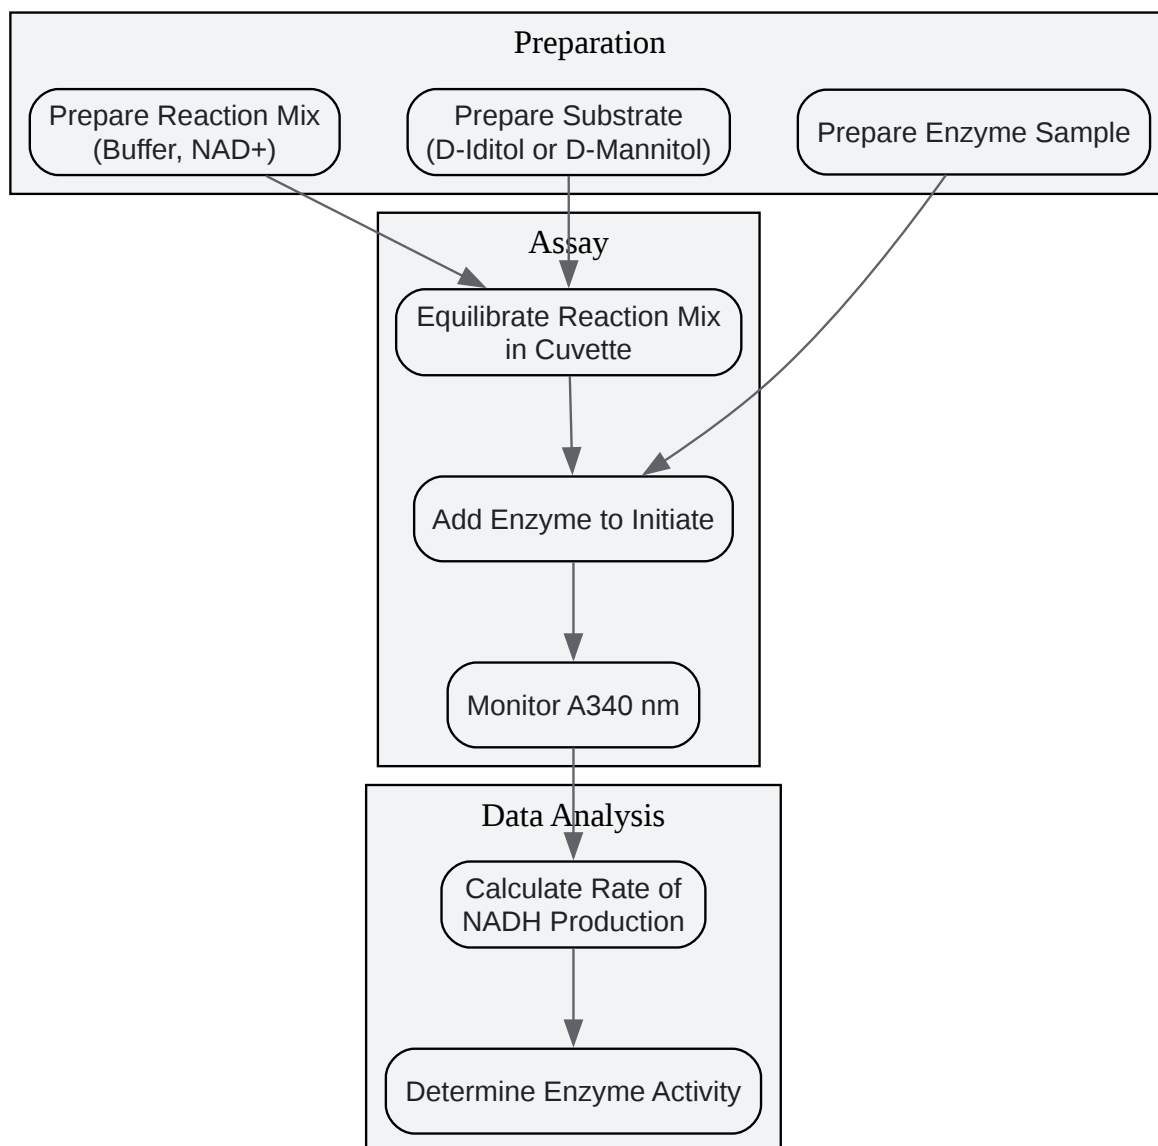 Preparation
Prepare Reaction Mix
(Buffer, NAD+)
Prepare Substrate
(D-Iditol or D-Mannitol)
Prepare Enzyme Sample
Assay
Equilibrate Reaction Mix
in Cuvette
Add Enzyme to Initiate
Monitor A340 nm
Data Analysis
Calculate Rate of
NADH Production
Determine Enzyme Activity